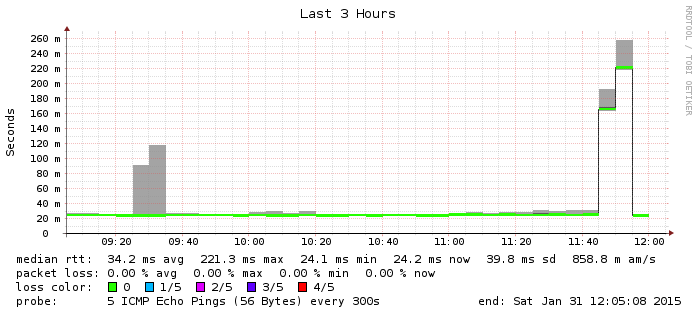 Last 3 Hours
RRDTOOL / TOBI OETIKER
Seconds
260 m
240 m
220 m
200 m
180 m
160 m
140 m
120 m
100 m
80 m
60 m
40 m
20 m
0
09:20 09:40 10:00 10:20 10:40 11:00 11:20 11:40 12:00
median rtt: 34.2 ms avg 221.3 ms max 24.1 ms min 24.2 ms now 39.8 ms sd 858.8 m am/s
packet loss: 0.00 % avg 0.00 % max 0.00 % min 0.00 % now
loss color: 0 1/5 2/5 3/5 4/5
probe: 5 ICMP Echo Pings (56 Bytes) every 300s end: Sat Jan 31 12:05:08 2015